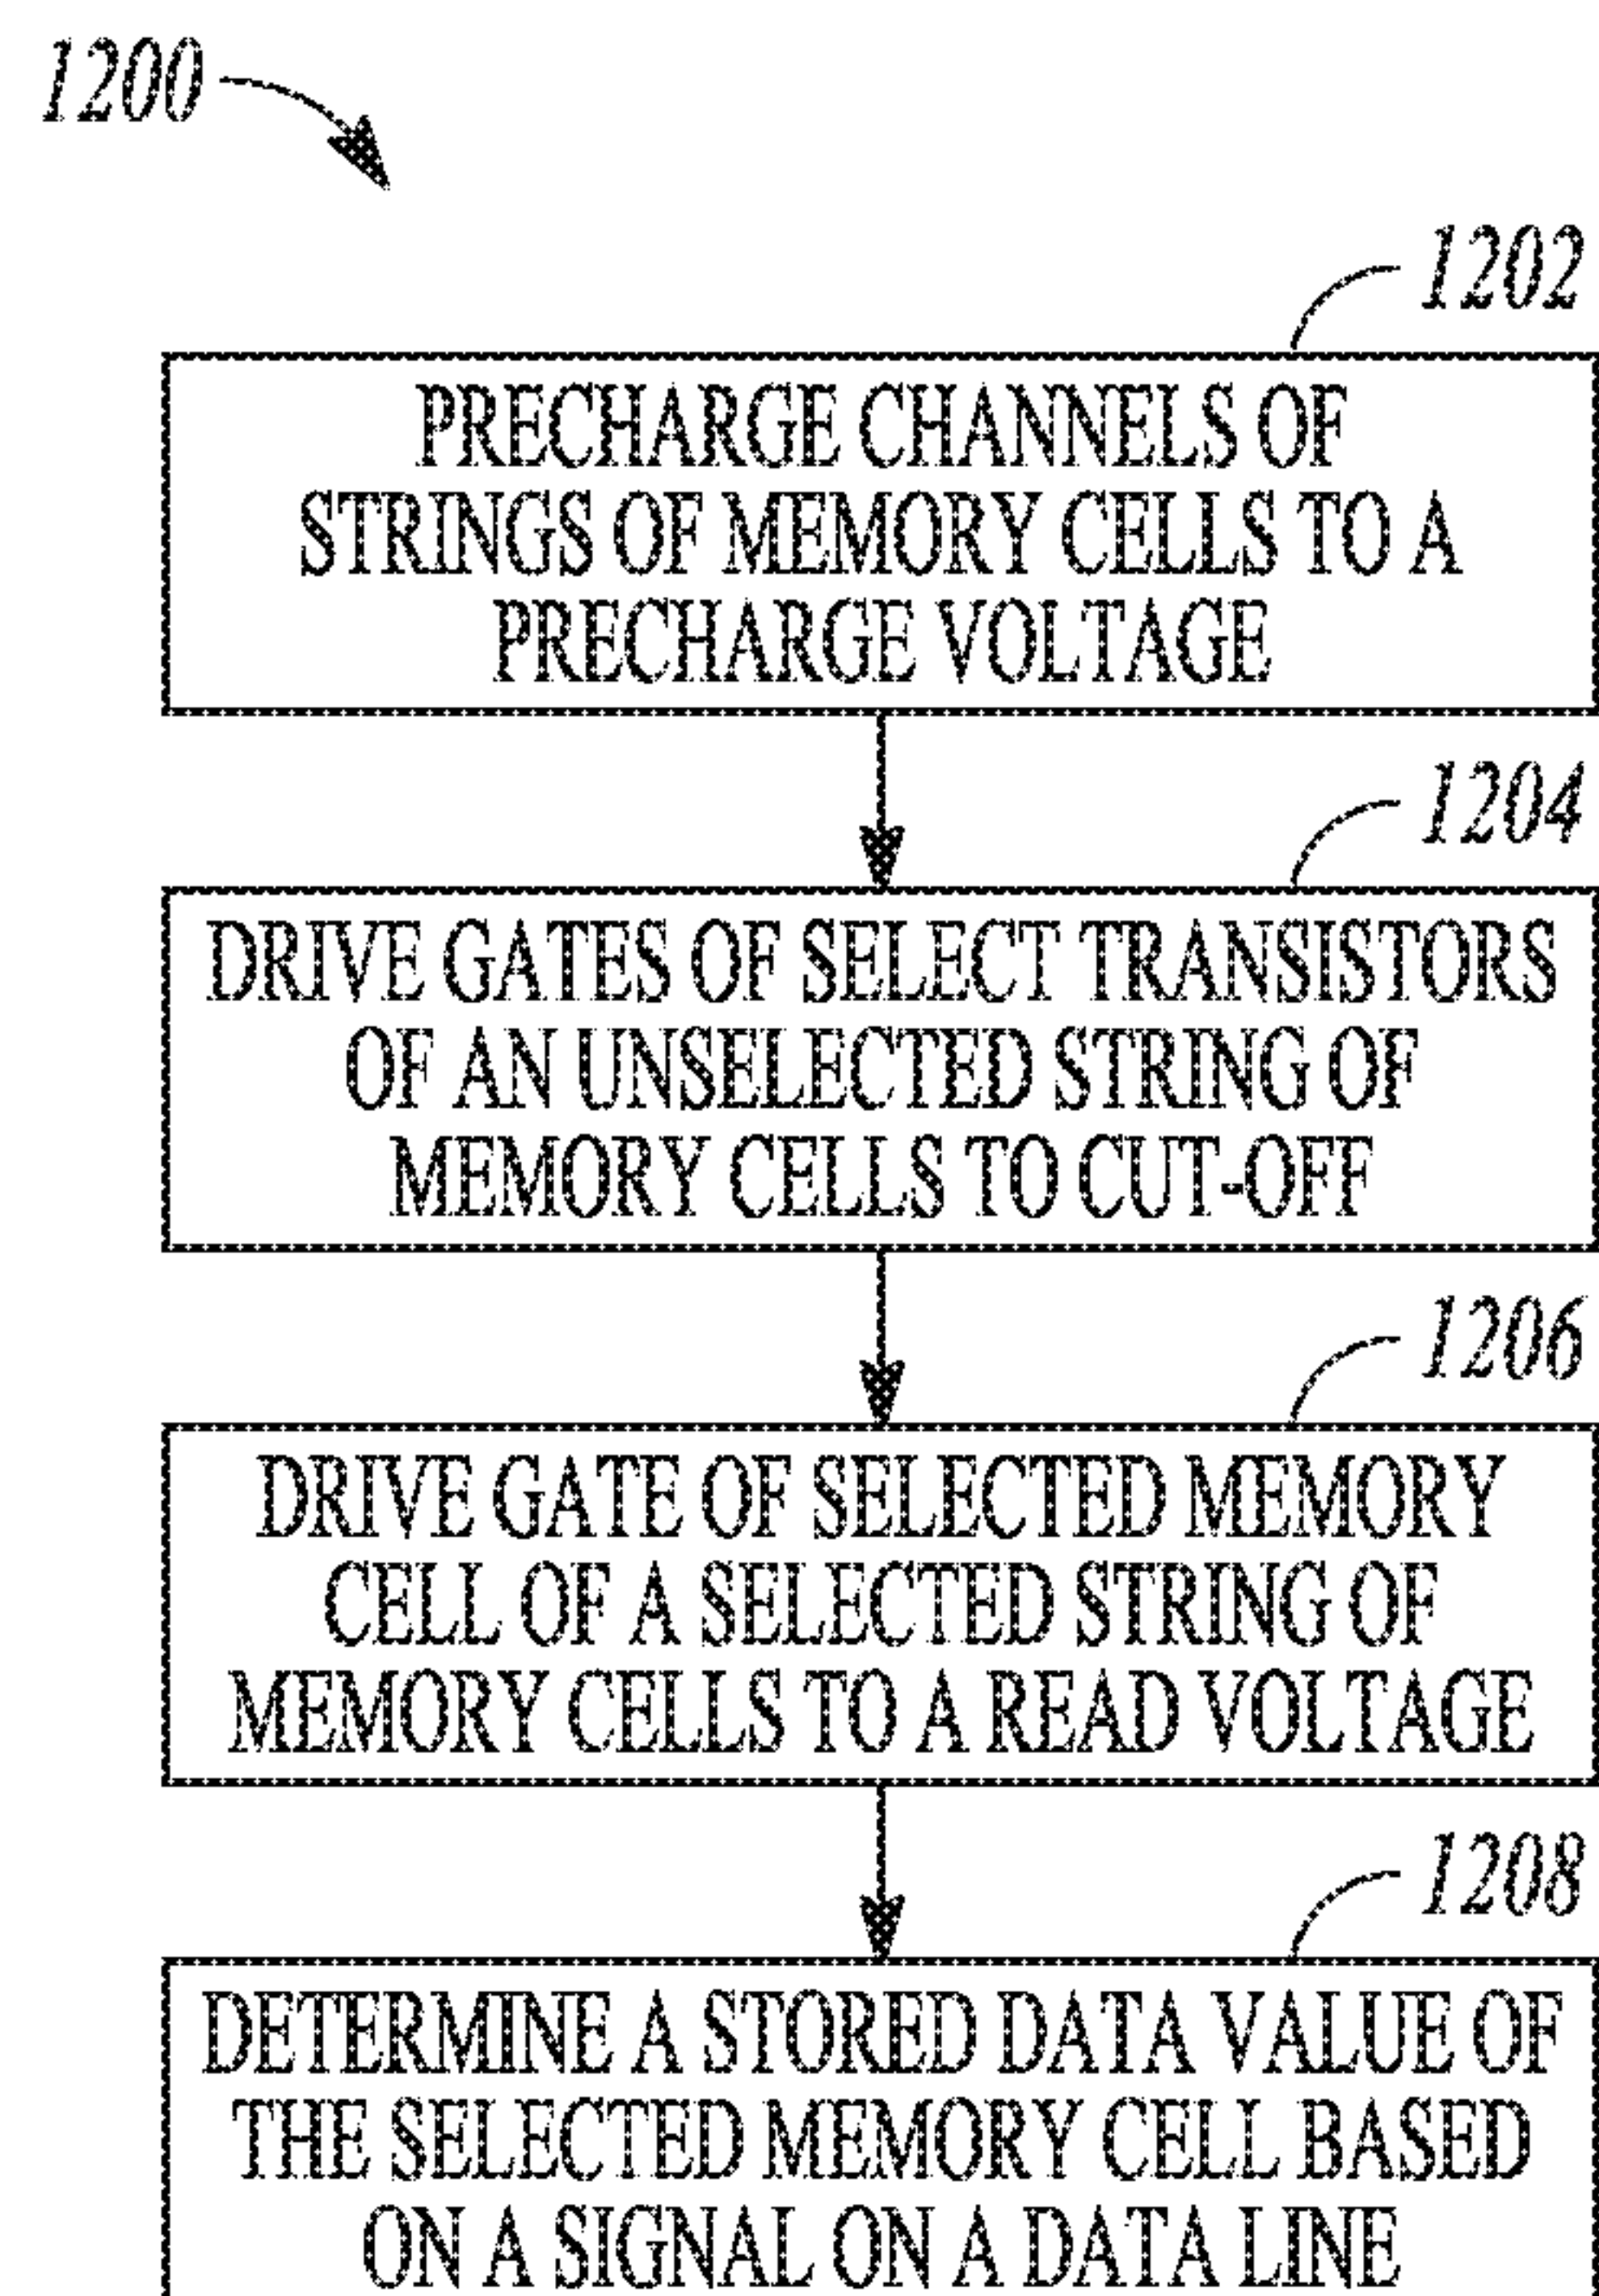 1200
1202
PRECHARGE CHANNELS OF
STRINGS OF MEMORY CELLS TO A
PRECHARGE VOLTAGE
1204
DRIVE GATES OF SELECT TRANSISTORS
OF AN UNSELECTED STRING OF
MEMORY CELLS TO CUT-OFF
1206
DRIVE GATE OF SELECTED MEMORY
CELL OF A SELECTED STRING OF
MEMORY CELLS TO A READ VOLTAGE
1208
DETERMINE A STORED DATA VALUE OF
THE SELECTED MEMORY CELL BASED
ON A SIGNAL ON A DATA LINE